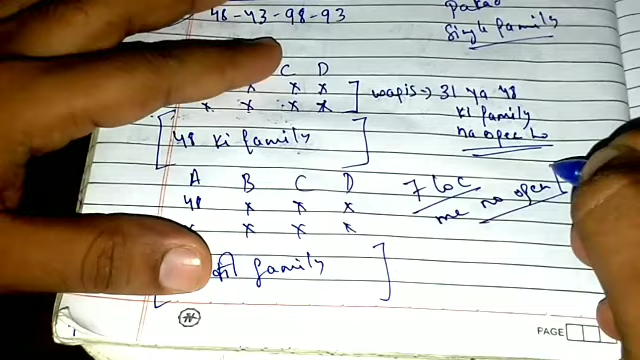 48-43-98-93
Single family
C D
x x x
x x x x
wapis → 31 ya 48
ki family
na open ho
[48 ki family]
A B C D
48 x x x
x x x x
7 loc
me no open
की family
PAGE